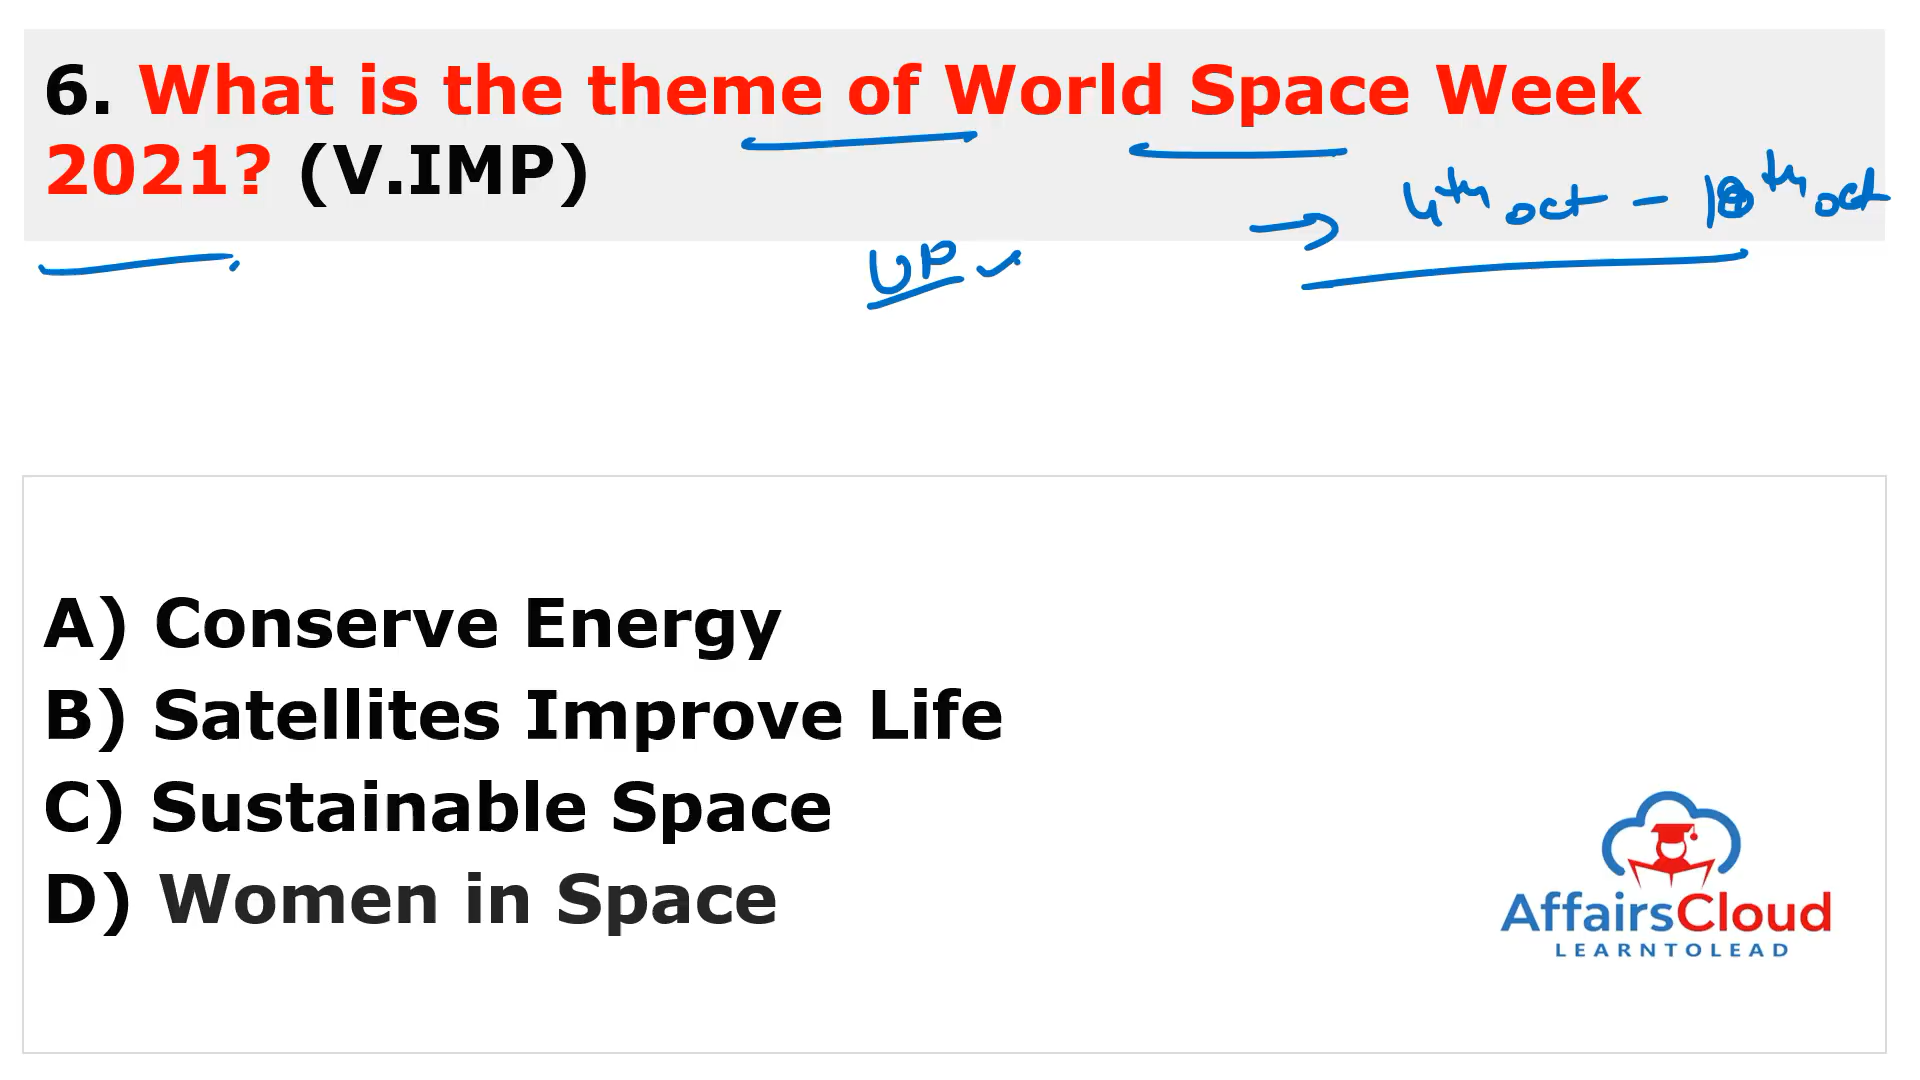 6. What is the theme of World Space Week
2021? (V.IMP)
4th oct - 10th oct
UP
A) Conserve Energy
B) Satellites Improve Life
C) Sustainable Space
D) Women in Space
AffairsCloud
LEARNTOLEAD